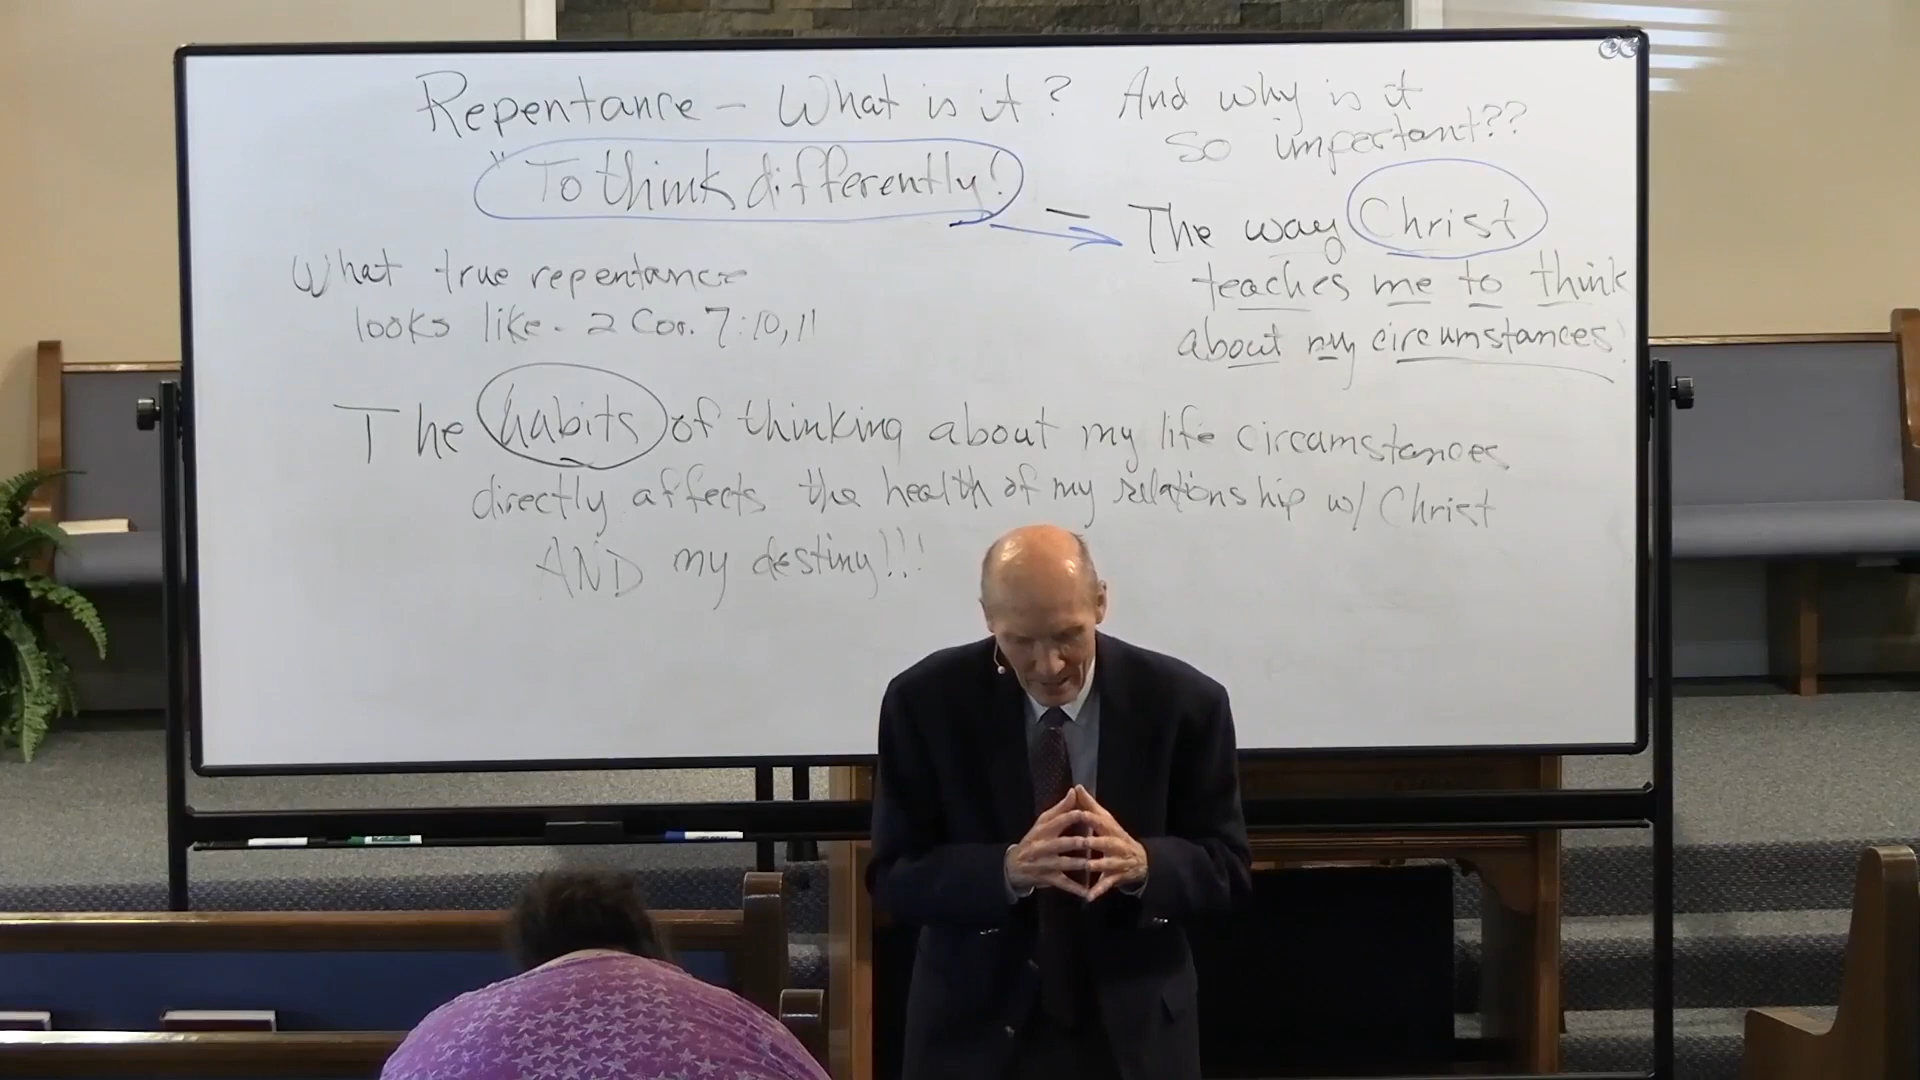 Repentance – What is it? And why is it
so important??
"To think differently! =
The way Christ
teaches me to think
about my circumstances!
What true repentance
looks like - 2 Cor. 7:10,11
The habits of thinking about my life circumstances
directly affects the health of my relationship w/ Christ
AND my destiny!!!